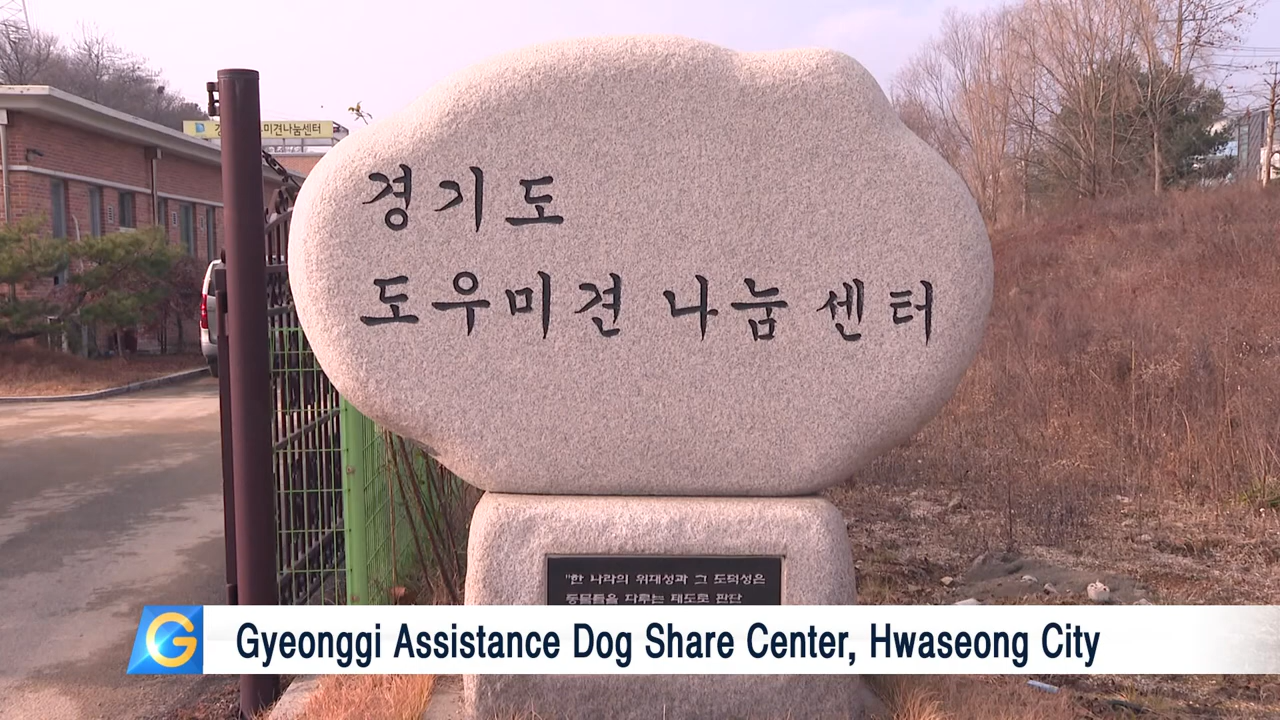 미견나눔센터
경기도
도우미견 나눔 센터
"한 나라의 위대성과 그 도덕성은
동물들을 다루는 태도로 판단
G Gyeonggi Assistance Dog Share Center, Hwaseong City